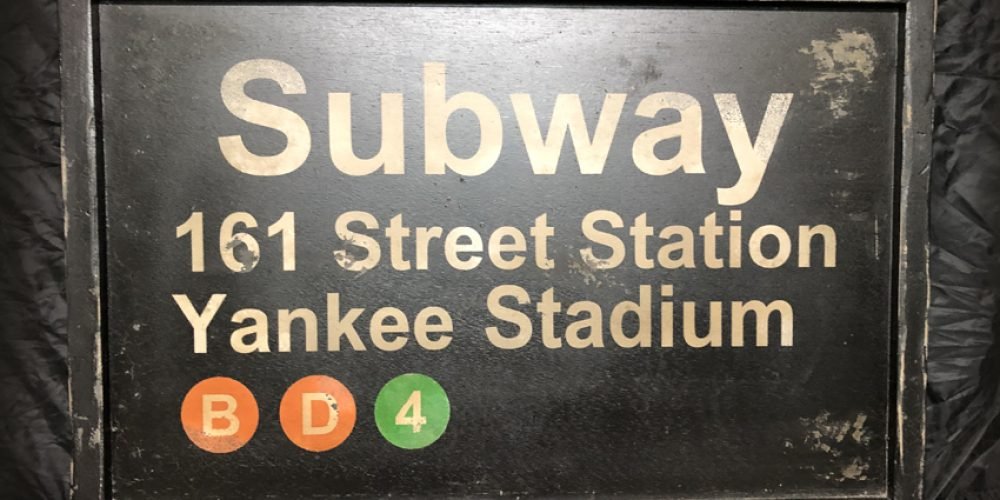 Subway
161 Street Station
Yankee Stadium
B D 4